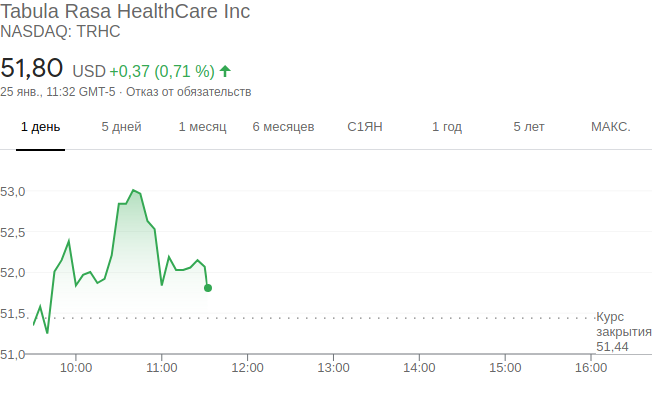 Tabula Rasa HealthCare Inc
NASDAQ: TRHC
51,80 USD +0,37 (0,71 %)
25 янв., 11:32 GMT-5 · Отказ от обязательств
1 день 5 дней 1 месяц 6 месяцев С1ЯН 1 год 5 лет МАКС.
53,0
52,5
52,0
51,5
51,0
Курс
закрытия
51,44
10:00 11:00 12:00 13:00 14:00 15:00 16:00